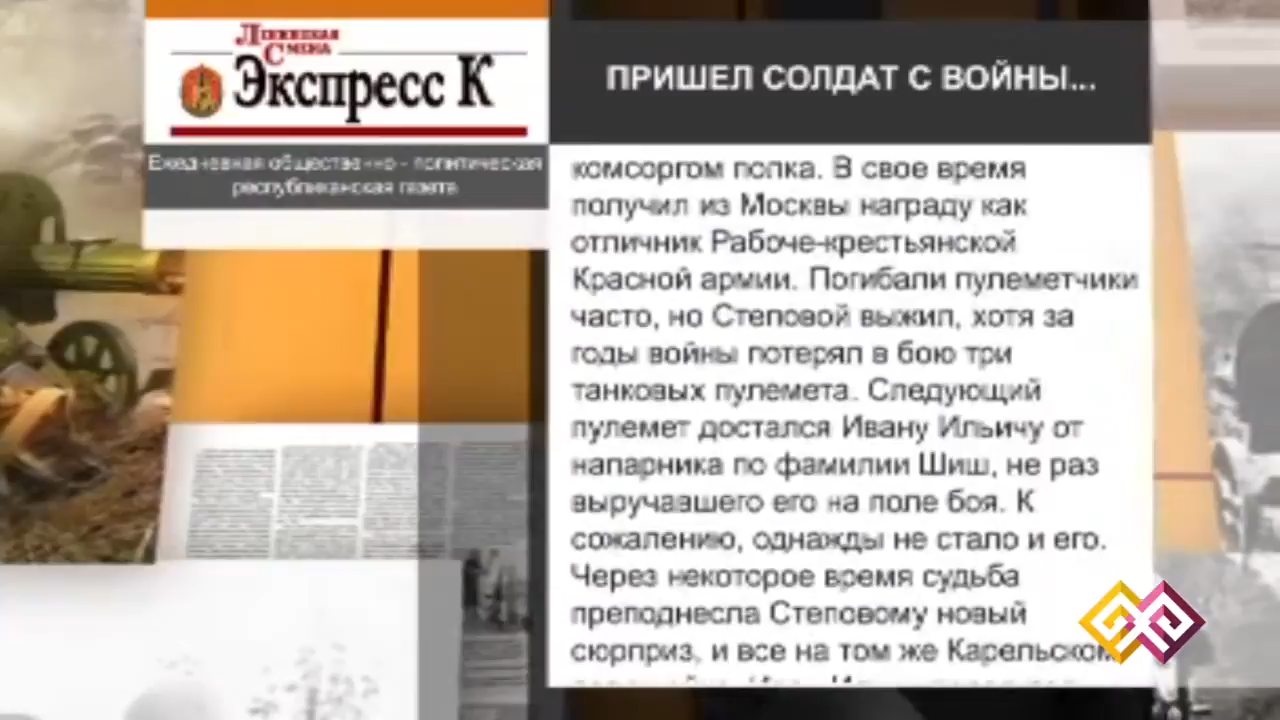 Ленинская
Смена
Экспресс К
Ежедневная общественно - политическая
республиканская газета
ПРИШЕЛ СОЛДАТ С ВОЙНЫ...
комсоргом полка. В свое время
получил из Москвы награду как
отличник Рабоче-крестьянской
Красной армии. Погибали пулеметчики
часто, но Степовой выжил, хотя за
годы войны потерял в бою три
танковых пулемета. Следующий
пулемет достался Ивану Ильичу от
напарника по фамилии Шиш, не раз
выручавшего его на поле боя. К
сожалению, однажды не стало и его.
Через некоторое время судьба
преподнесла Степовому новый
сюрприз, и все на том же Карельском